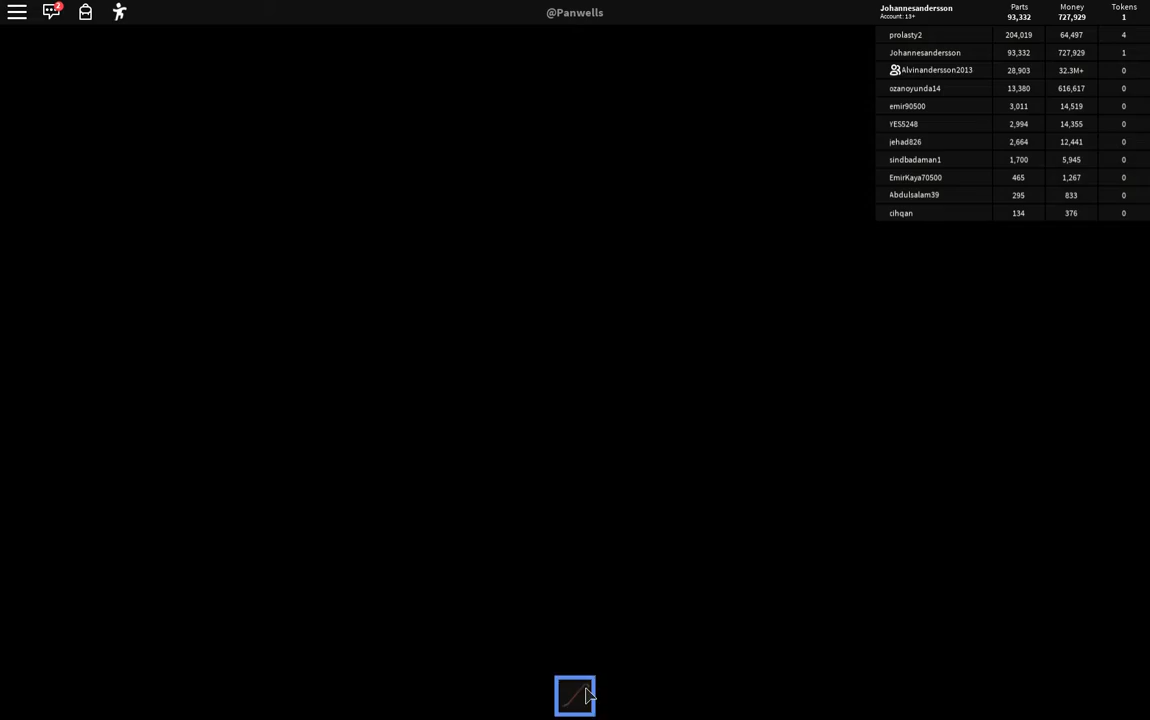 2
@Panwells
Johannesandersson Parts Money Tokens
Account: 13+ 93,332 727,929 1
prolasty2 204,019 64,497 4
Johannesandersson 93,332 727,929 1
Alvinandersson2013 28,903 32.3M+ 0
ozanoyunda14 13,380 616,617 0
emir90500 3,011 14,519 0
YES5248 2,994 14,355 0
jehad826 2,664 12,441 0
sindbadaman1 1,700 5,945 0
EmirKaya70500 465 1,267 0
Abdulsalam39 295 833 0
cihqan 134 376 0